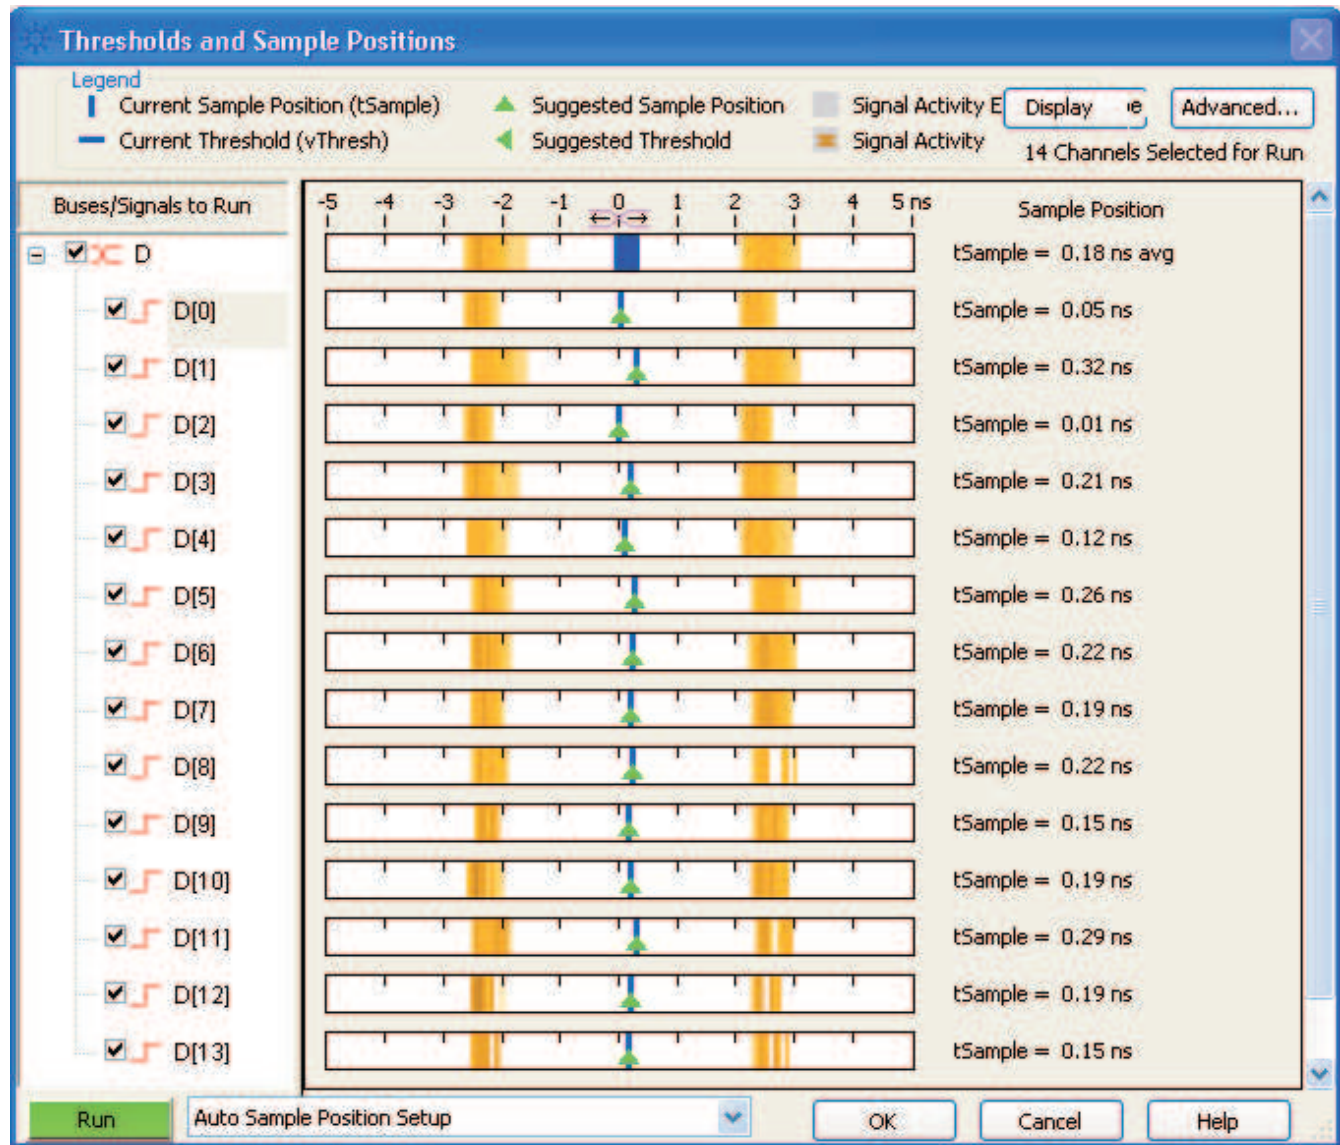 Thresholds and Sample Positions
Legend
Current Sample Position (tSample)
Suggested Sample Position
Signal Activity E
Display
e
Advanced...
Current Threshold (vThresh)
Suggested Threshold
Signal Activity
14 Channels Selected for Run
Buses/Signals to Run
-5 -4 -3 -2 -1 0 1 2 3 4 5 ns
Sample Position
D
tSample = 0.18 ns avg
D[0]
tSample = 0.05 ns
D[1]
tSample = 0.32 ns
D[2]
tSample = 0.01 ns
D[3]
tSample = 0.21 ns
D[4]
tSample = 0.12 ns
D[5]
tSample = 0.26 ns
D[6]
tSample = 0.22 ns
D[7]
tSample = 0.19 ns
D[8]
tSample = 0.22 ns
D[9]
tSample = 0.15 ns
D[10]
tSample = 0.19 ns
D[11]
tSample = 0.29 ns
D[12]
tSample = 0.19 ns
D[13]
tSample = 0.15 ns
Run
Auto Sample Position Setup
OK
Cancel
Help